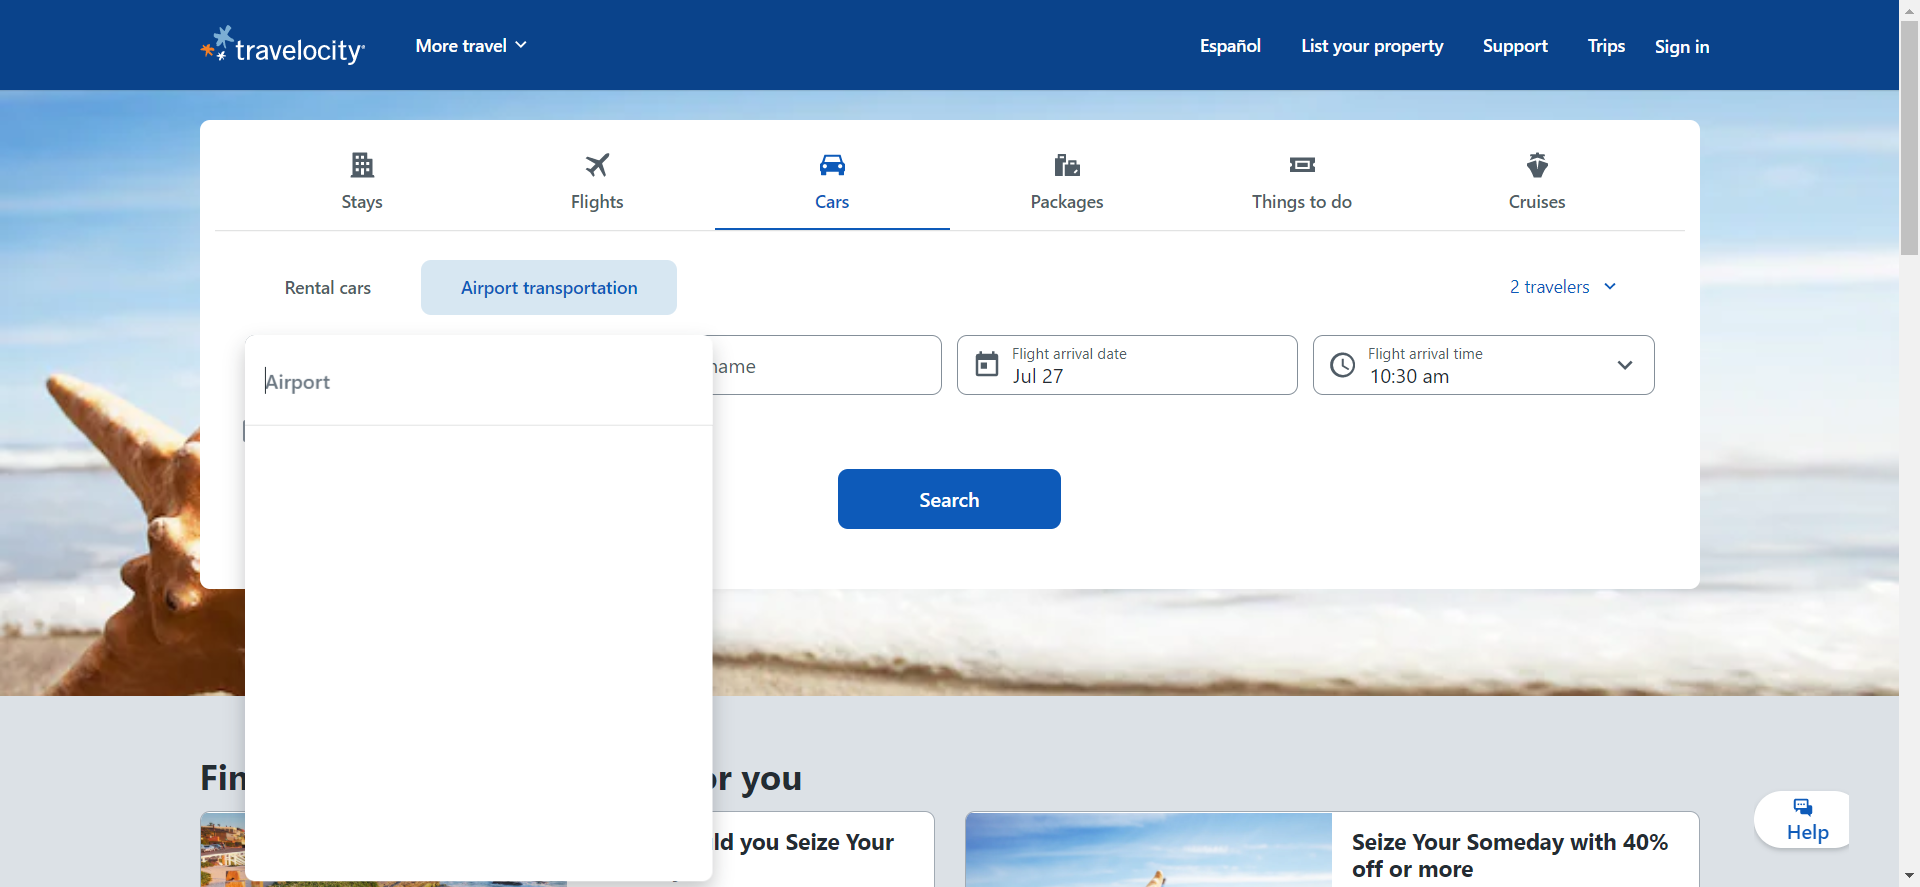 travelocity
More travel
Español
List your property
Support
Trips
Sign in
Stays
Flights
Cars
Packages
Things to do
Cruises
Rental cars
Airport transportation
2 travelers
Airport
name
Flight arrival date
Jul 27
Flight arrival time
10:30 am
Search
Fin
or you
ld you Seize Your
Seize Your Someday with 40%
off or more
Help